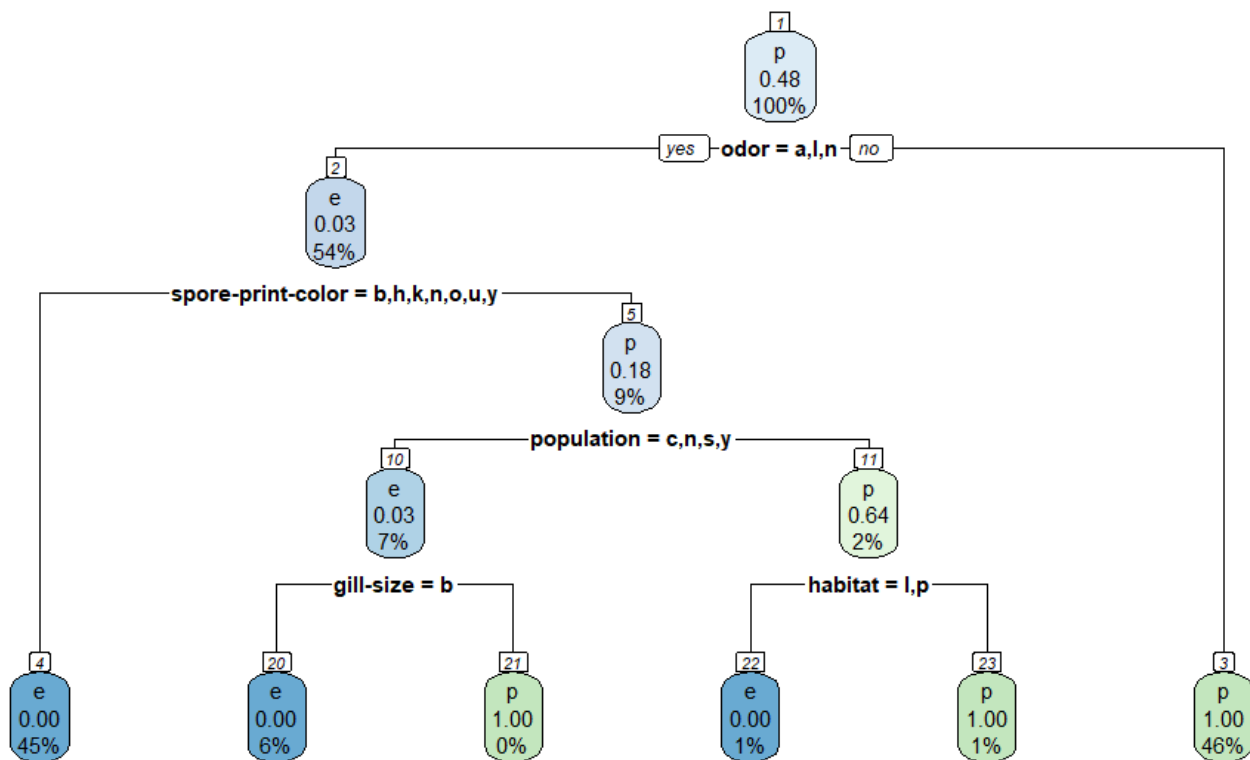 1
p
0.48
100%
yes odor = a,l,n no
2
e
0.03
54%
spore-print-color = b,h,k,n,o,u,y
5
p
0.18
9%
population = c,n,s,y
10
e
0.03
7%
11
p
0.64
2%
gill-size = b
habitat = l,p
4
e
0.00
45%
20
e
0.00
6%
21
p
1.00
0%
22
e
0.00
1%
23
p
1.00
1%
3
p
1.00
46%